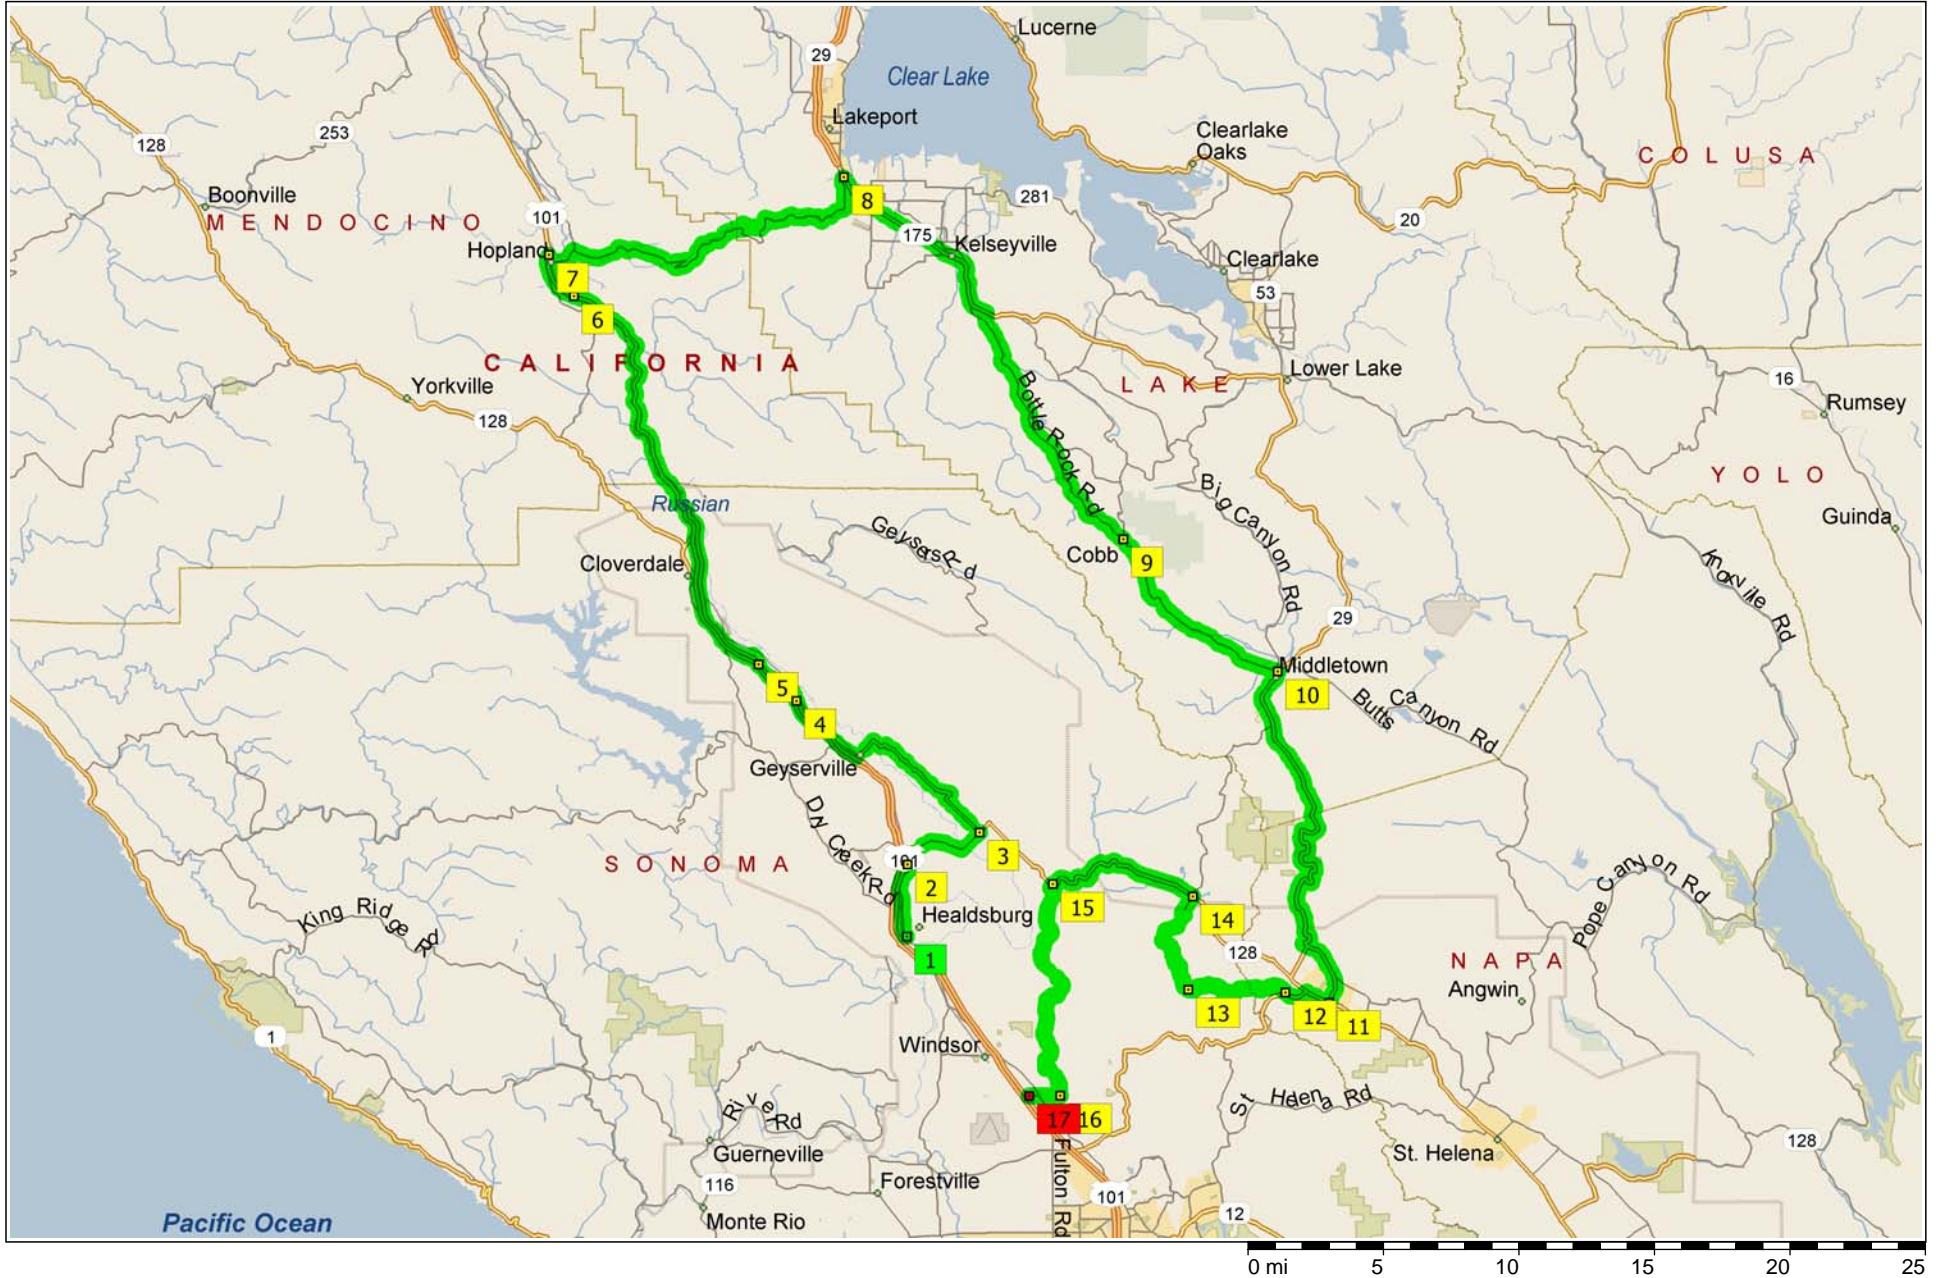 Lucerne
29
Clear Lake
Lakeport
Clearlake
Oaks
128
253
COLUSA
Boonville
MENDOCINO
101
8
281
20
Hopland
175
Kelseyville
Clearlake
7
53
6
CALIFORNIA
Lower Lake
LAKE
16
Yorkville
Rumsey
128
Bottle Rock Rd
YOLO
Russian
Big Canyon Rd
Guinda
Geysers Rd
Cloverdale
Cobb
9
Knoxville Rd
29
Middletown
5
10
4
Butts Canyon Rd
Geyserville
Dry Creek Rd
SONOMA
101
3
2
Pope Canyon Rd
King Ridge Rd
Healdsburg
15
14
1
128
NAPA
Angwin
13
12
11
1
Windsor
St Helena Rd
River Rd
17
16
128
Guerneville
St. Helena
Fulton Rd
116
Forestville
101
12
Pacific Ocean
Monte Rio
0 mi 5 10 15 20 25